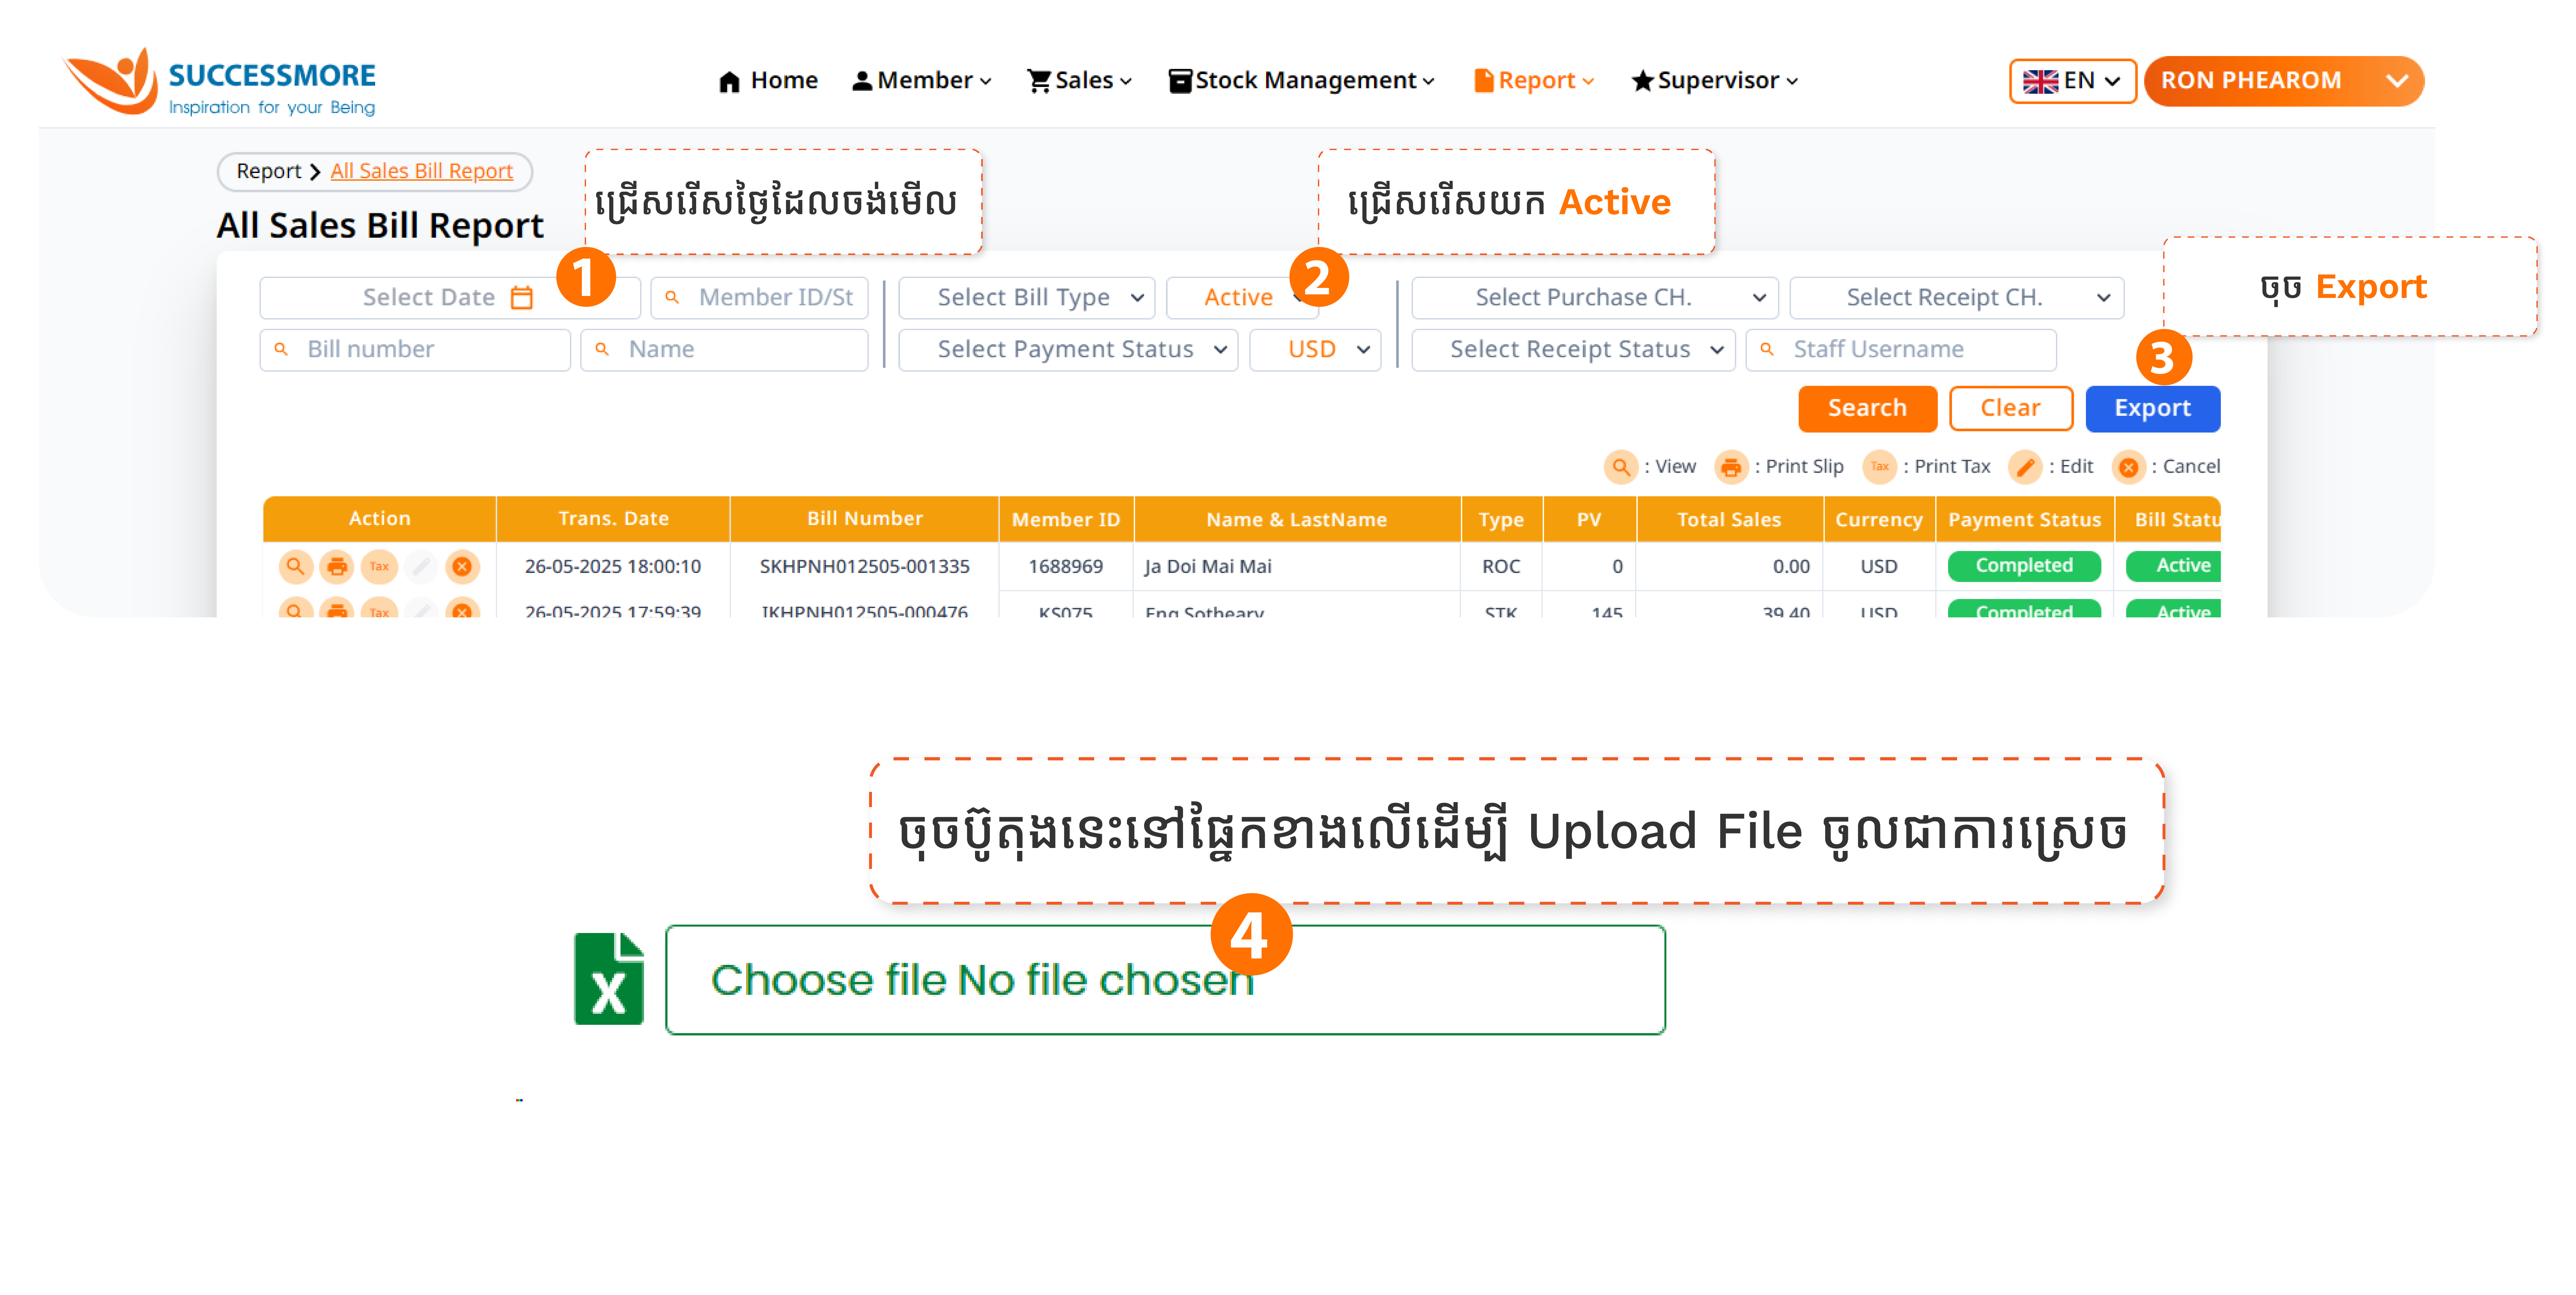 SUCCESSMORE
Inspiration for your Being
Home Member Sales Stock Management Report Supervisor EN RON PHEAROM
Report > All Sales Bill Report
All Sales Bill Report
ជ្រើសរើសថ្ងៃដែលចង់មើល
ជ្រើសរើសយក Active
ចុច Export
1 2 3
Select Date Member ID/St Select Bill Type Active Select Purchase CH. Select Receipt CH.
Bill number Name Select Payment Status USD Select Receipt Status Staff Username
Search Clear Export
: View : Print Slip Tax : Print Tax : Edit : Cancel
Action Trans. Date Bill Number Member ID Name & LastName Type PV Total Sales Currency Payment Status Bill Statu
Tax 26-05-2025 18:00:10 SKHPNH012505-001335 1688969 Ja Doi Mai Mai ROC 0 0.00 USD Completed Active
Tax 26-05-2025 17:59:39 IKHPNH012505-000476 KS075 Eng Sotheary STK 145 39.40 USD Completed Active
ចុចប៊ូតុងនេះនៅផ្នែកខាងលើដើម្បី Upload File ចូលជាការស្រេច
4
X Choose file No file chosen